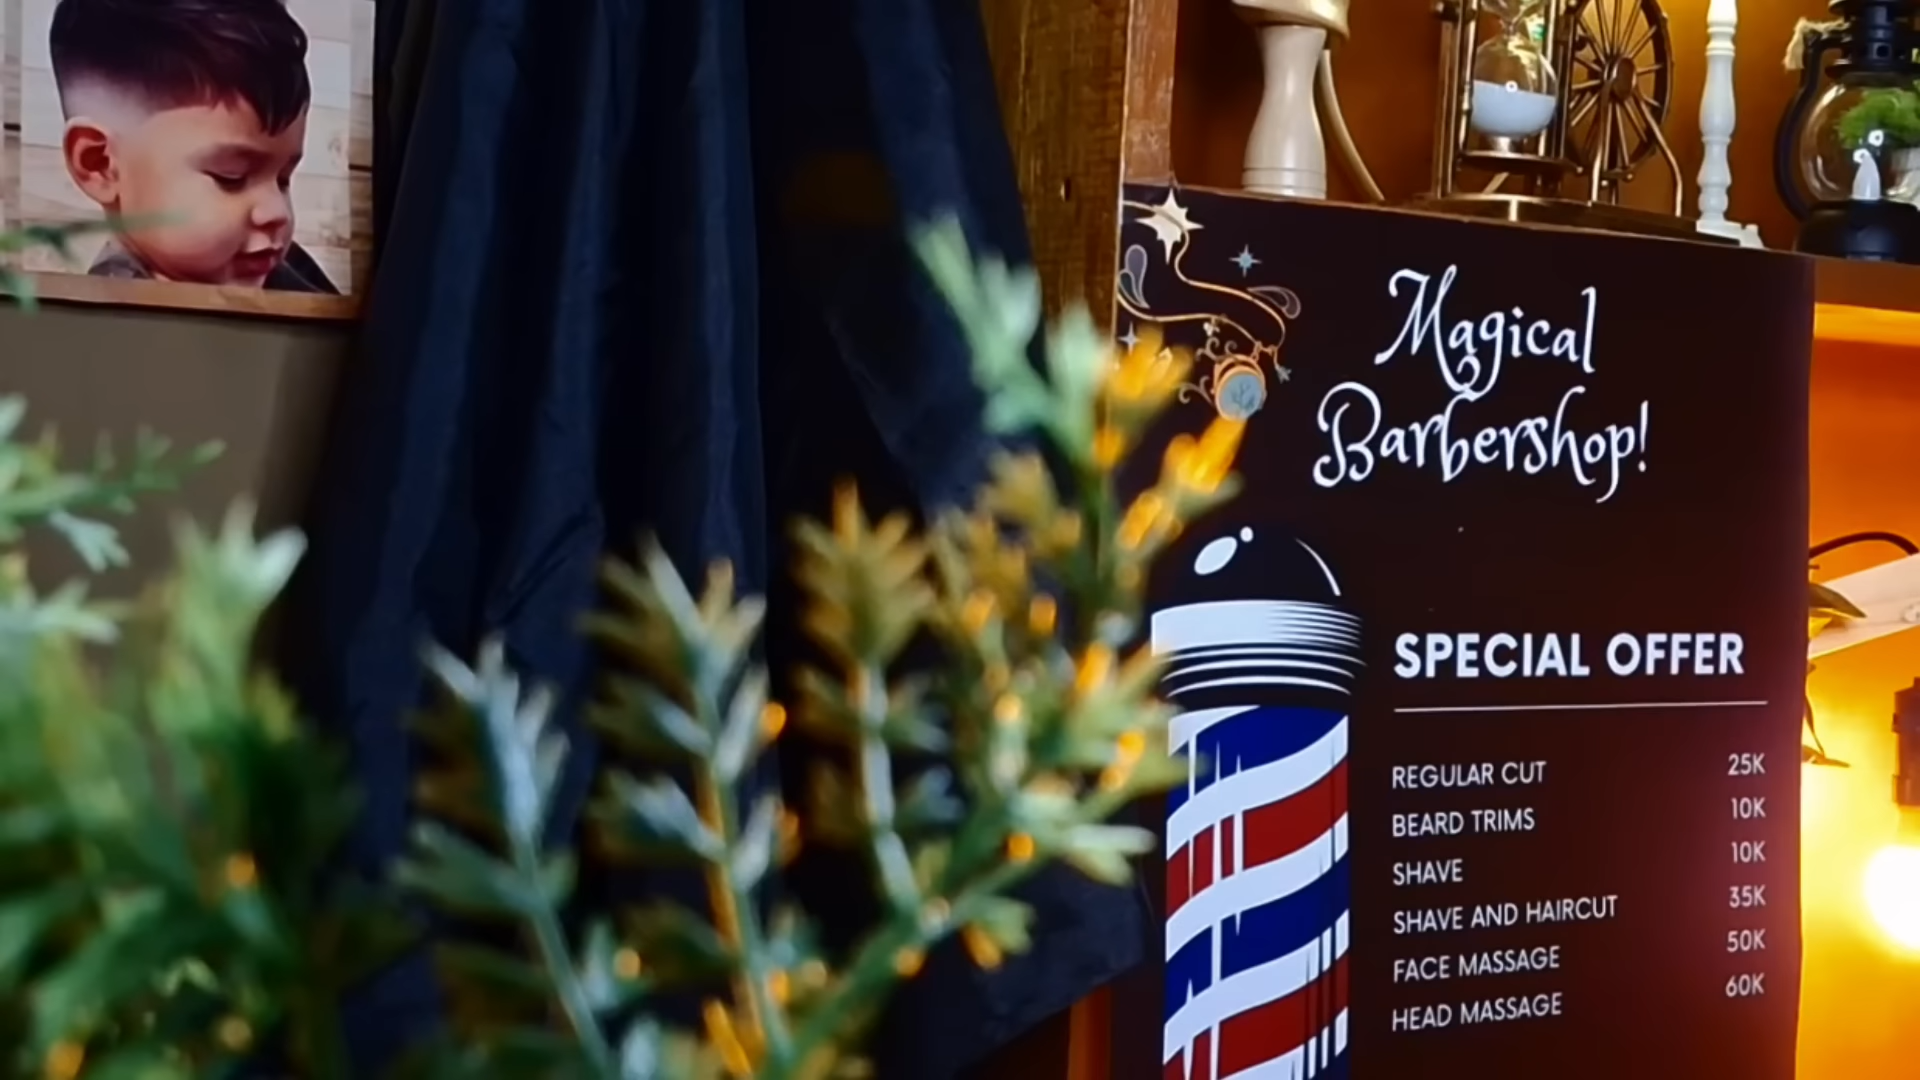 Magical
Barbershop!
SPECIAL OFFER
REGULAR CUT 25K
BEARD TRIMS 10K
SHAVE 10K
SHAVE AND HAIRCUT 35K
FACE MASSAGE 50K
HEAD MASSAGE 60K